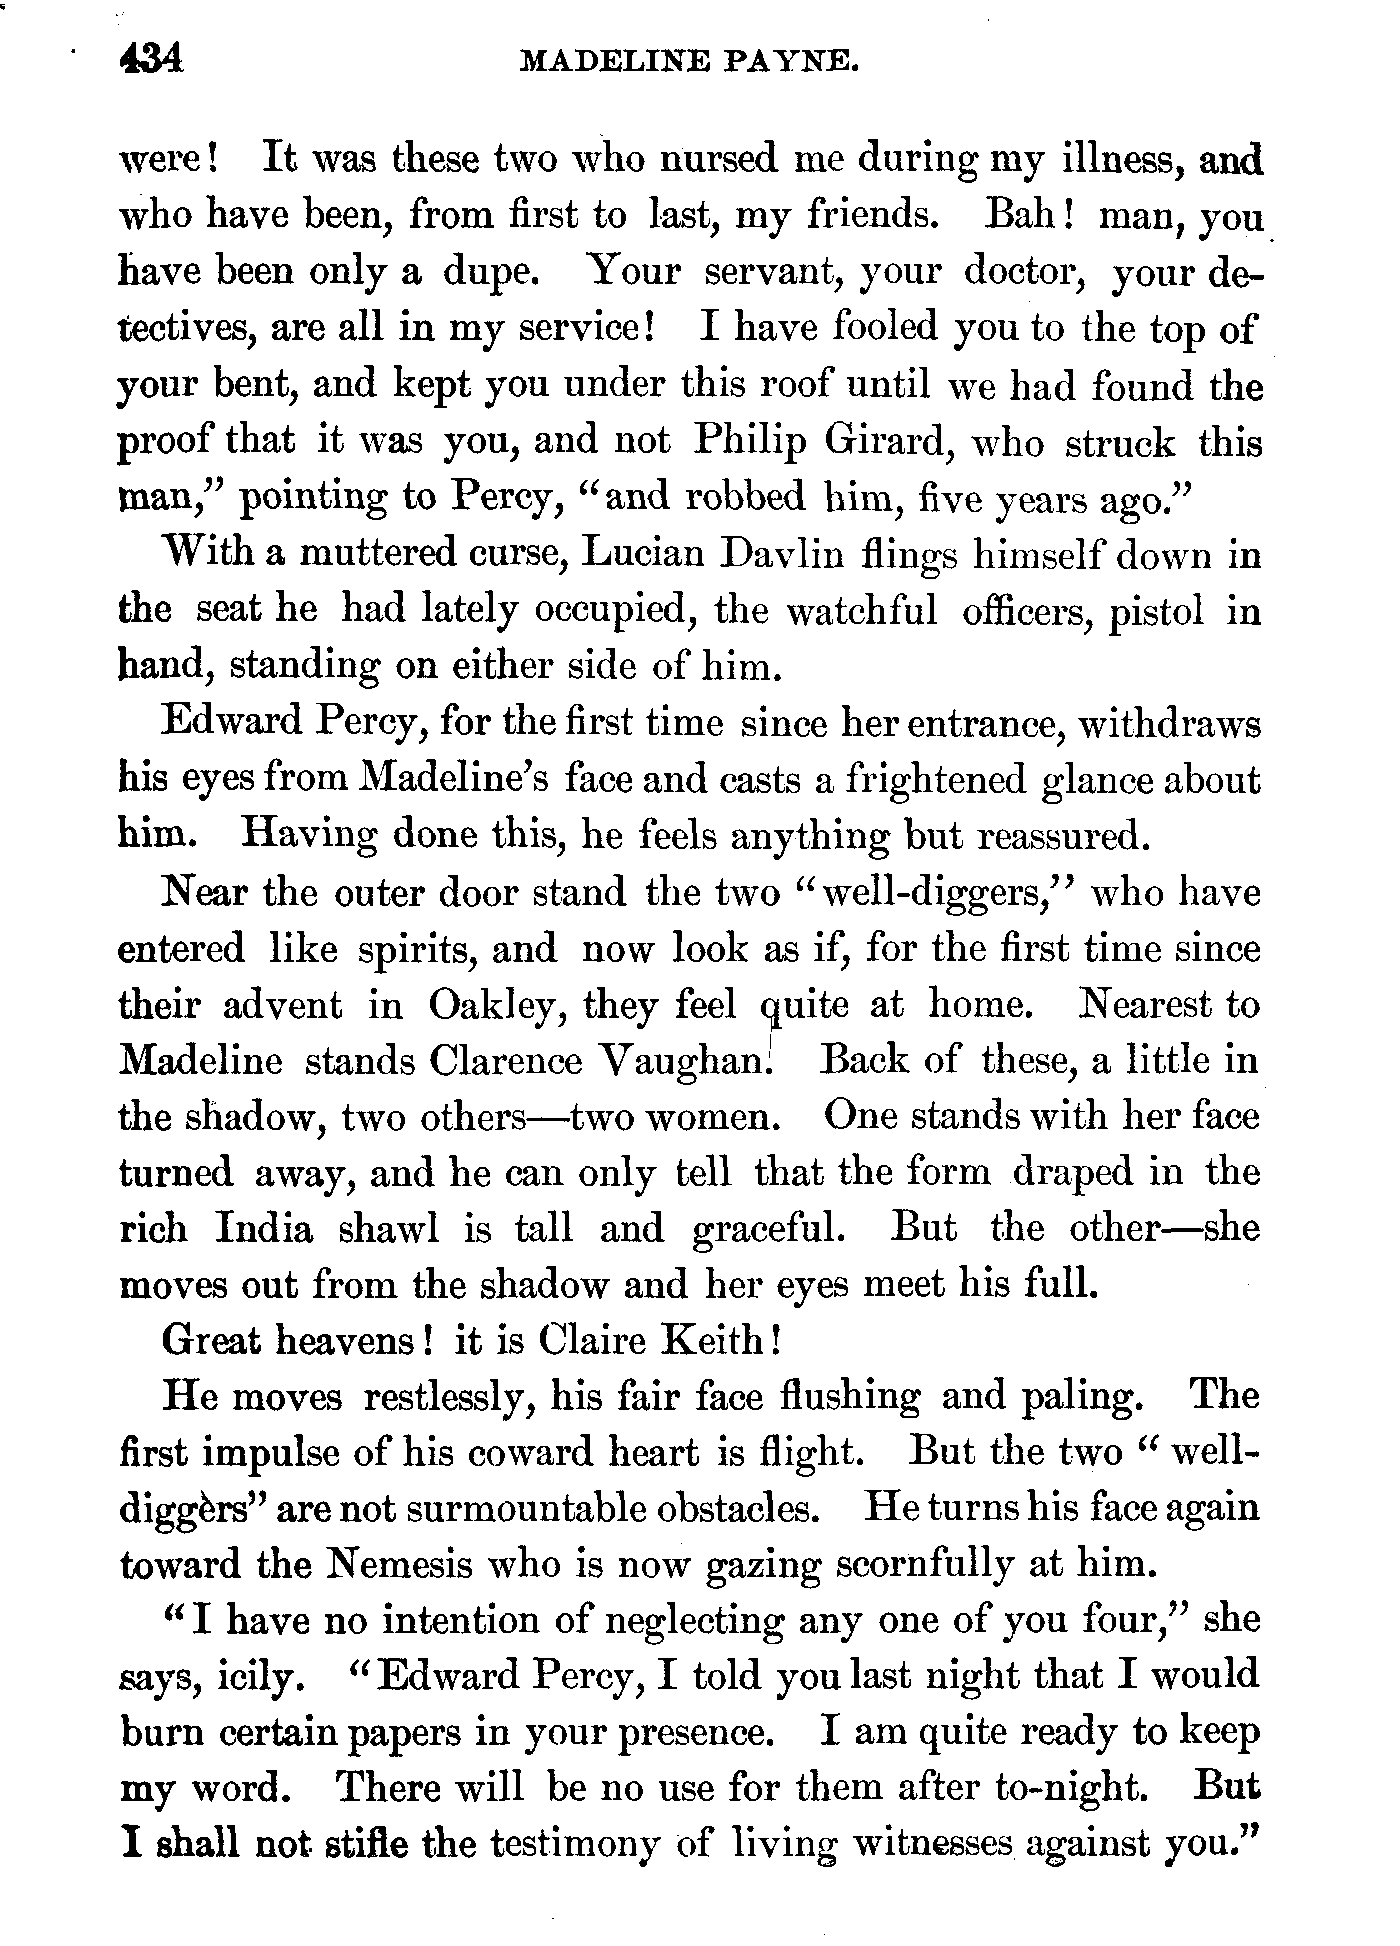 434 MADELINE PAYNE.
were! It was these two who nursed me during my illness, and
who have been, from first to last, my friends. Bah! man, you
have been only a dupe. Your servant, your doctor, your de-
tectives, are all in my service! I have fooled you to the top of
your bent, and kept you under this roof until we had found the
proof that it was you, and not Philip Girard, who struck this
man," pointing to Percy, "and robbed him, five years ago."
With a muttered curse, Lucian Davlin flings himself down in
the seat he had lately occupied, the watchful officers, pistol in
hand, standing on either side of him.
Edward Percy, for the first time since her entrance, withdraws
his eyes from Madeline's face and casts a frightened glance about
him. Having done this, he feels anything but reassured.
Near the outer door stand the two "well-diggers," who have
entered like spirits, and now look as if, for the first time since
their advent in Oakley, they feel quite at home. Nearest to
Madeline stands Clarence Vaughan. Back of these, a little in
the shadow, two others—two women. One stands with her face
turned away, and he can only tell that the form draped in the
rich India shawl is tall and graceful. But the other—she
moves out from the shadow and her eyes meet his full.
Great heavens! it is Claire Keith!
He moves restlessly, his fair face flushing and paling. The
first impulse of his coward heart is flight. But the two "well-
diggers" are not surmountable obstacles. He turns his face again
toward the Nemesis who is now gazing scornfully at him.
"I have no intention of neglecting any one of you four," she
says, icily. "Edward Percy, I told you last night that I would
burn certain papers in your presence. I am quite ready to keep
my word. There will be no use for them after to-night. But
I shall not stifle the testimony of living witnesses against you."